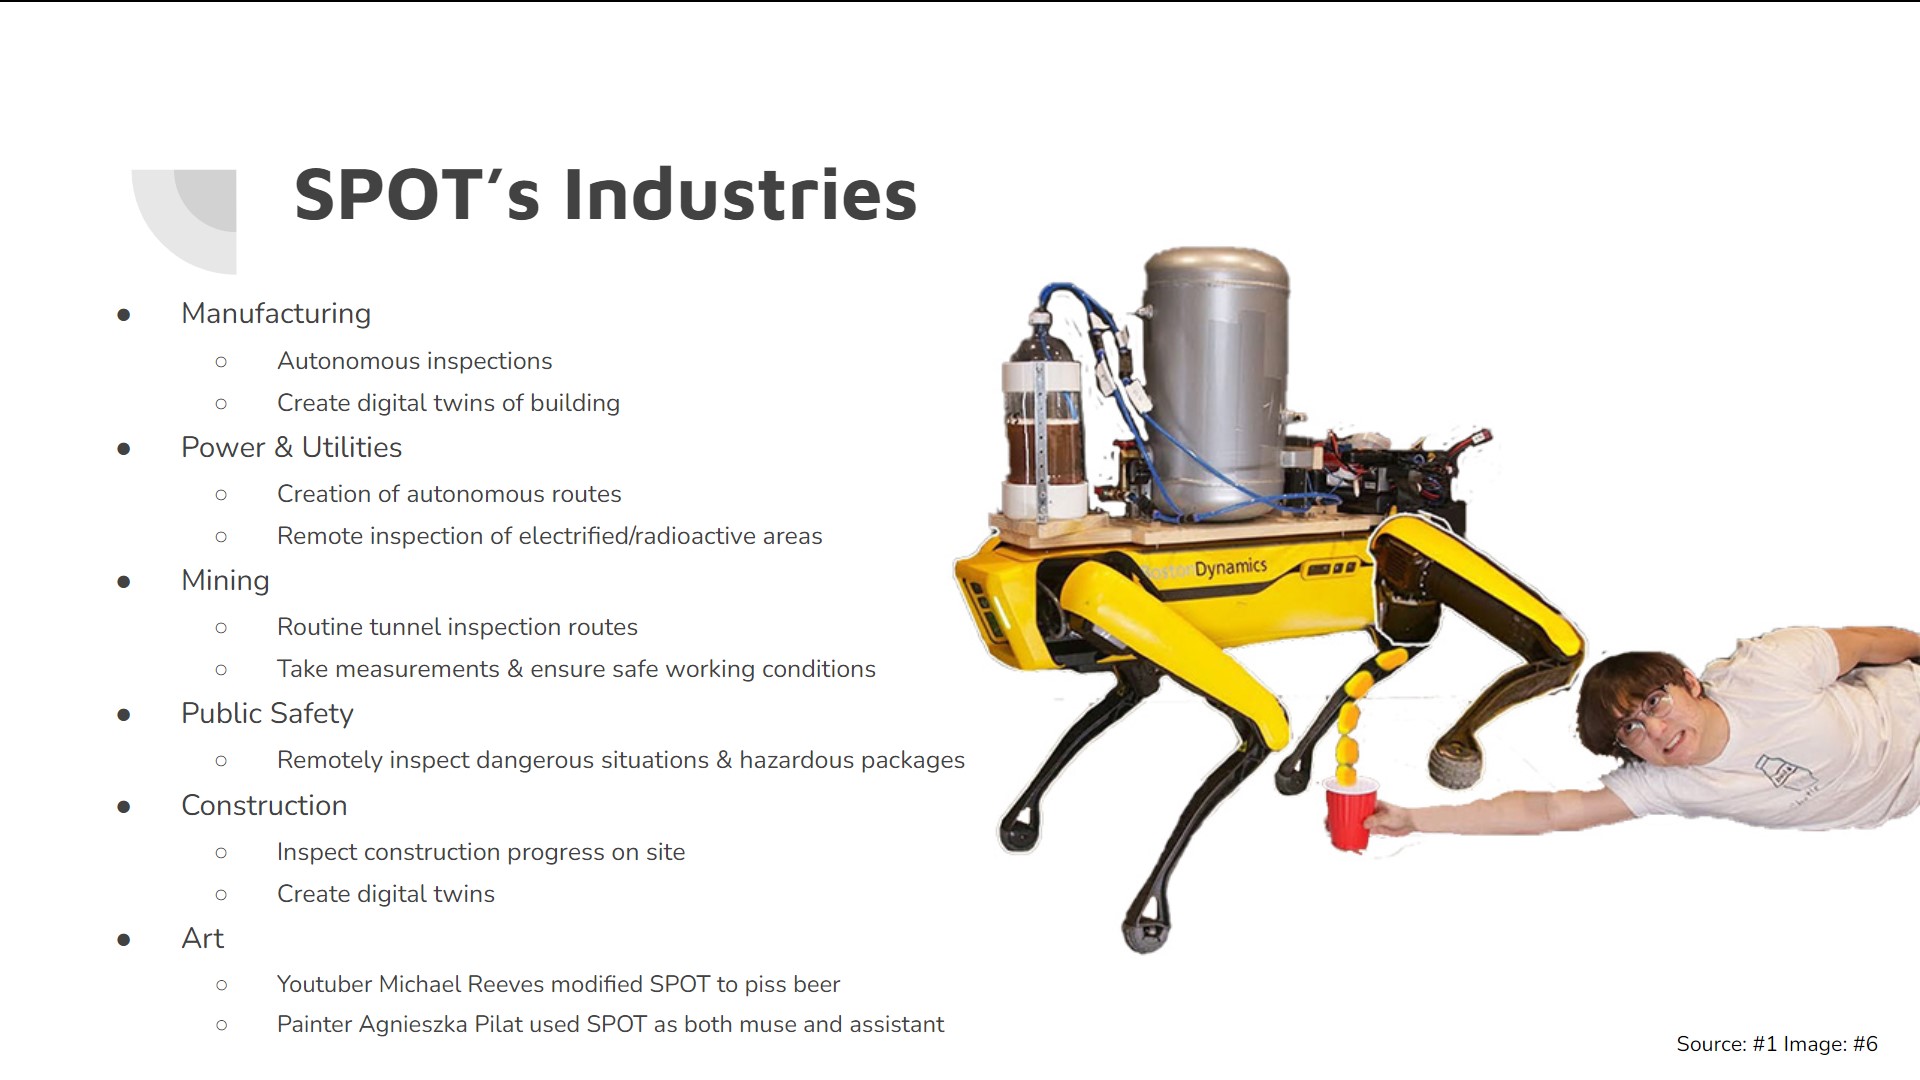 SPOT’s Industries
● Manufacturing
○ Autonomous inspections
○ Create digital twins of building
● Power & Utilities
○ Creation of autonomous routes
○ Remote inspection of electrified/radioactive areas
● Mining
○ Routine tunnel inspection routes
○ Take measurements & ensure safe working conditions
● Public Safety
○ Remotely inspect dangerous situations & hazardous packages
● Construction
○ Inspect construction progress on site
○ Create digital twins
● Art
○ Youtuber Michael Reeves modified SPOT to piss beer
○ Painter Agnieszka Pilat used SPOT as both muse and assistant
BostonDynamics
Source: #1 Image: #6